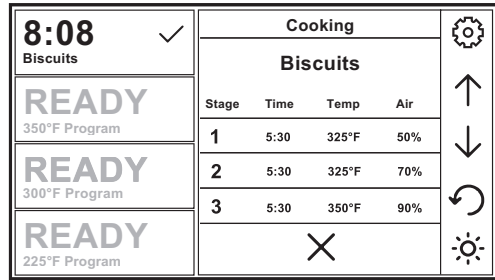 8:08
Biscuits
READY
350°F Program
READY
300°F Program
READY
225°F Program
Cooking
Biscuits
Stage Time Temp Air
1 5:30 325°F 50%
2 5:30 325°F 70%
3 5:30 350°F 90%